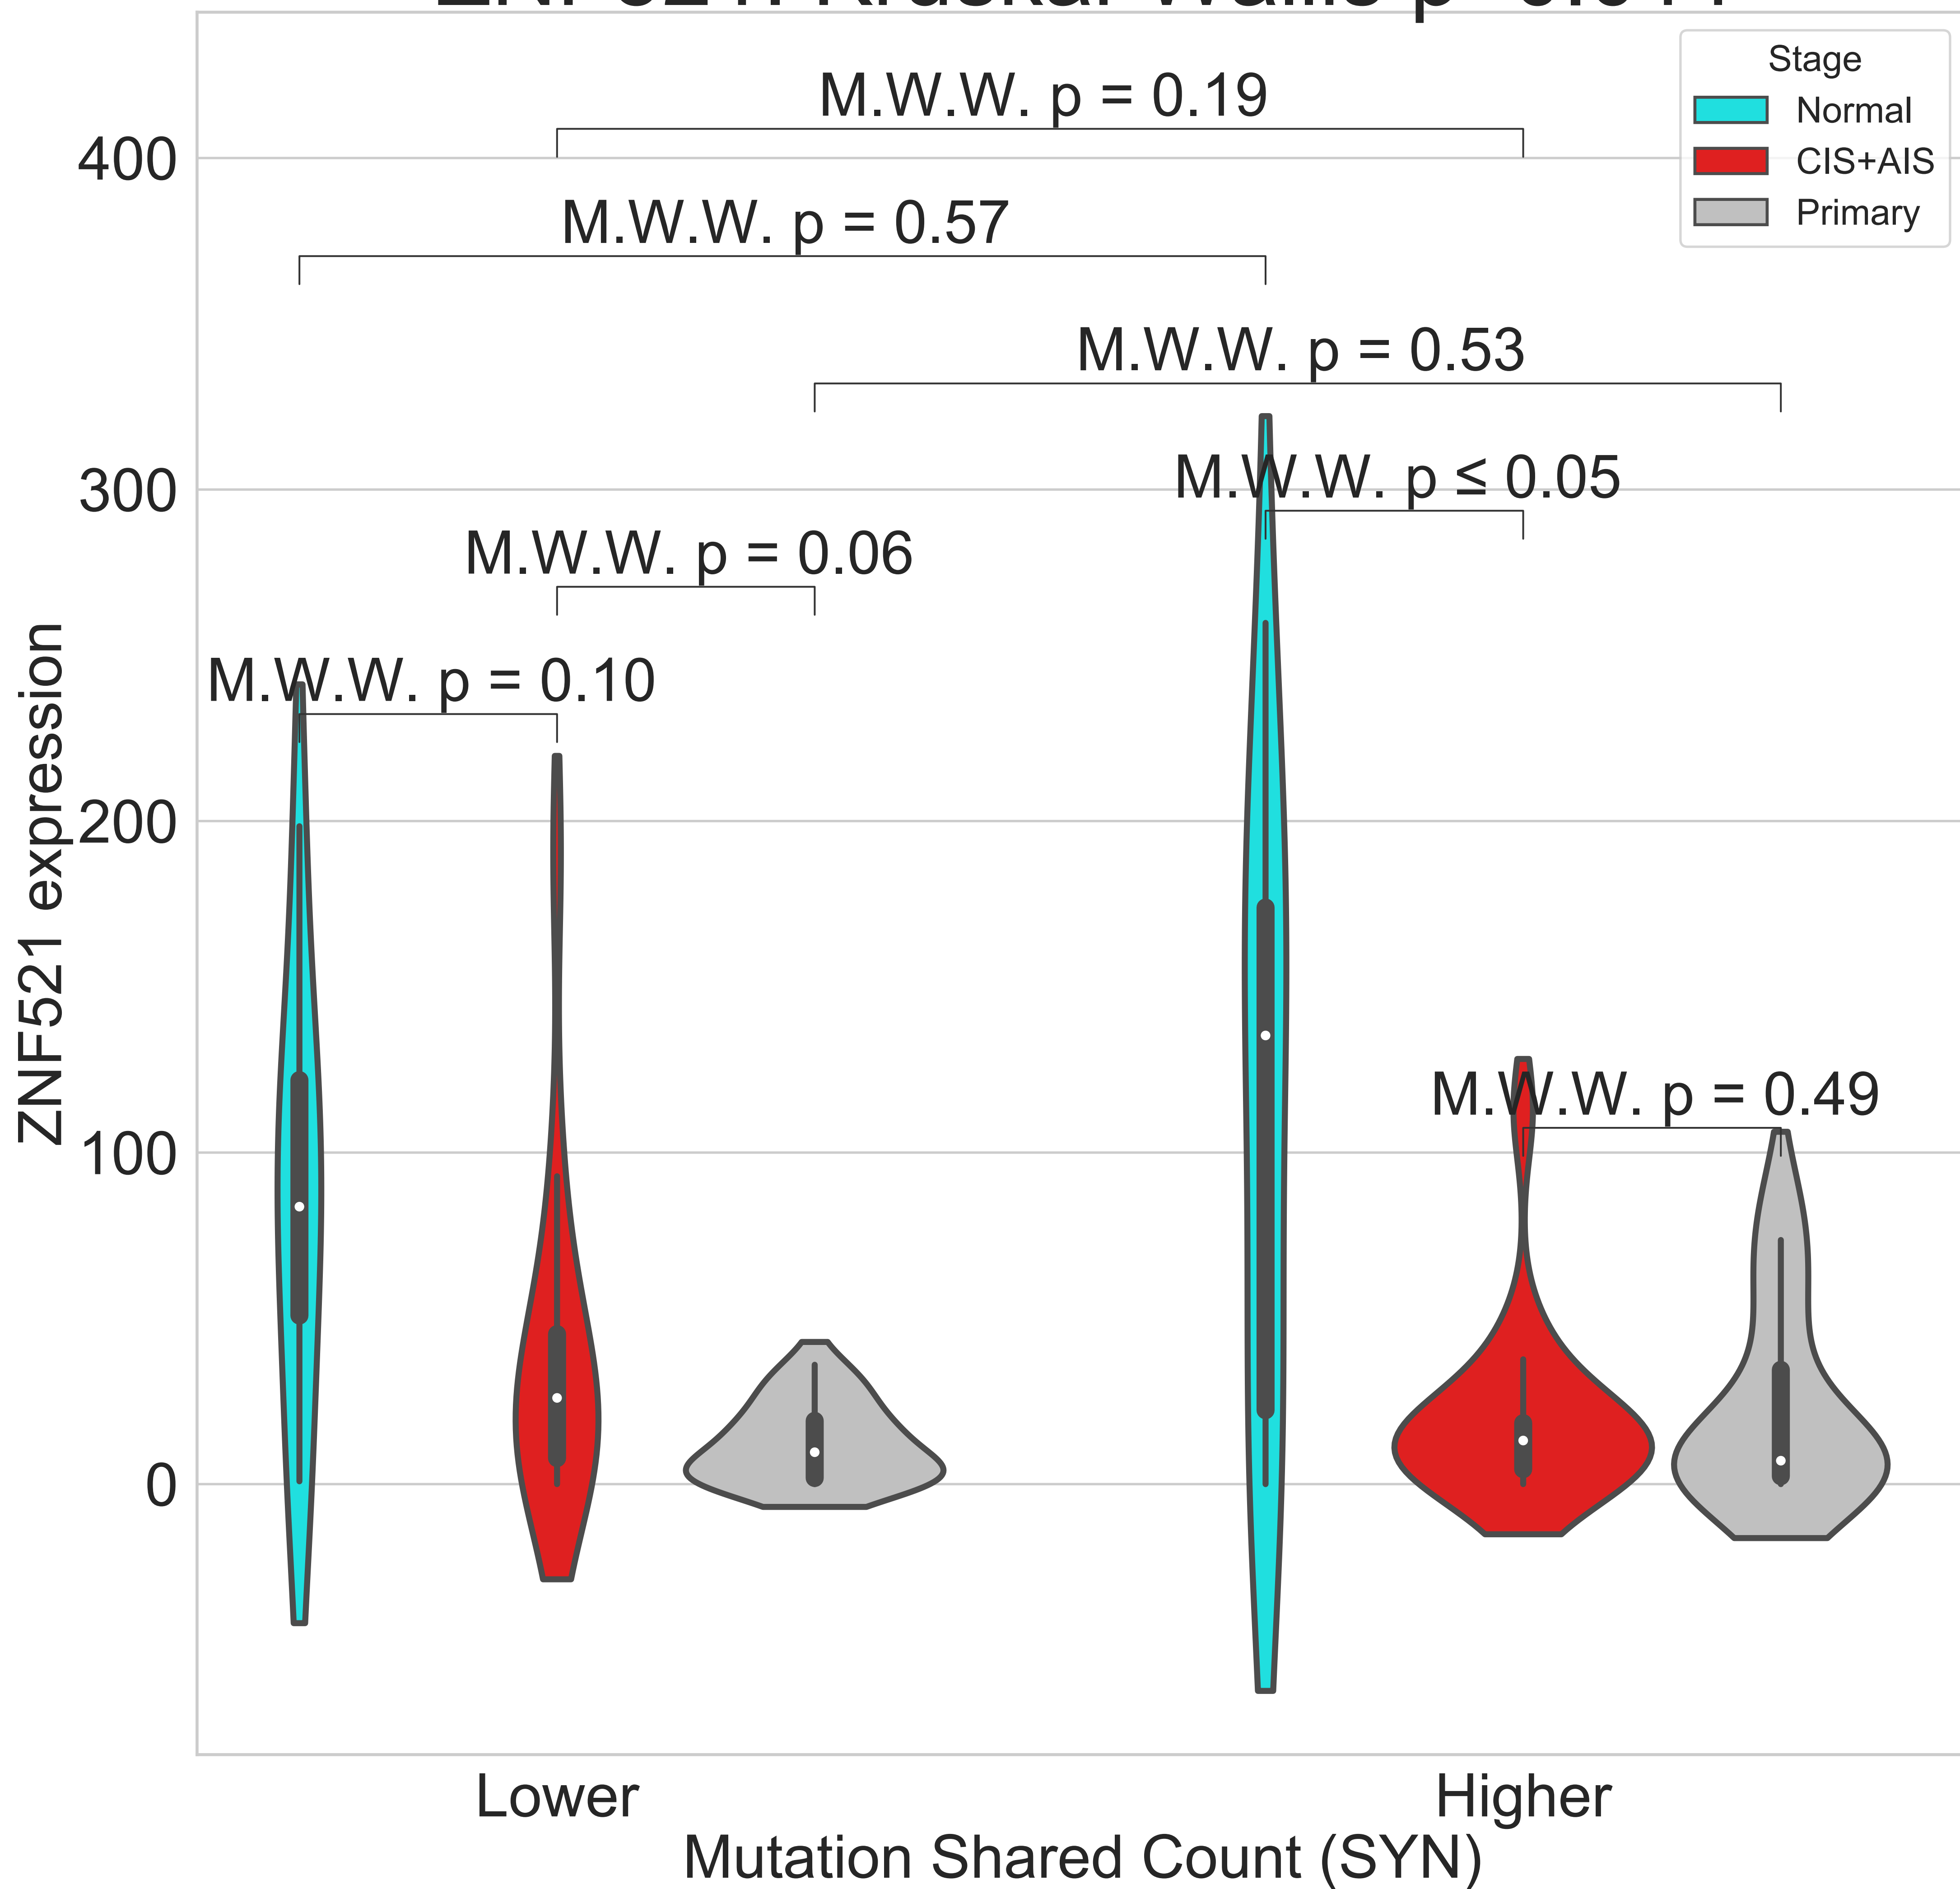 M.W.W. p = 0.19
M.W.W. p = 0.57
M.W.W. p = 0.53
M.W.W. p ≤ 0.05
M.W.W. p = 0.06
M.W.W. p = 0.10
M.W.W. p = 0.49
Stage
Normal
CIS+AIS
Primary
400
300
200
100
0
ZNF521 expression
Lower
Higher
Mutation Shared Count (SYN)